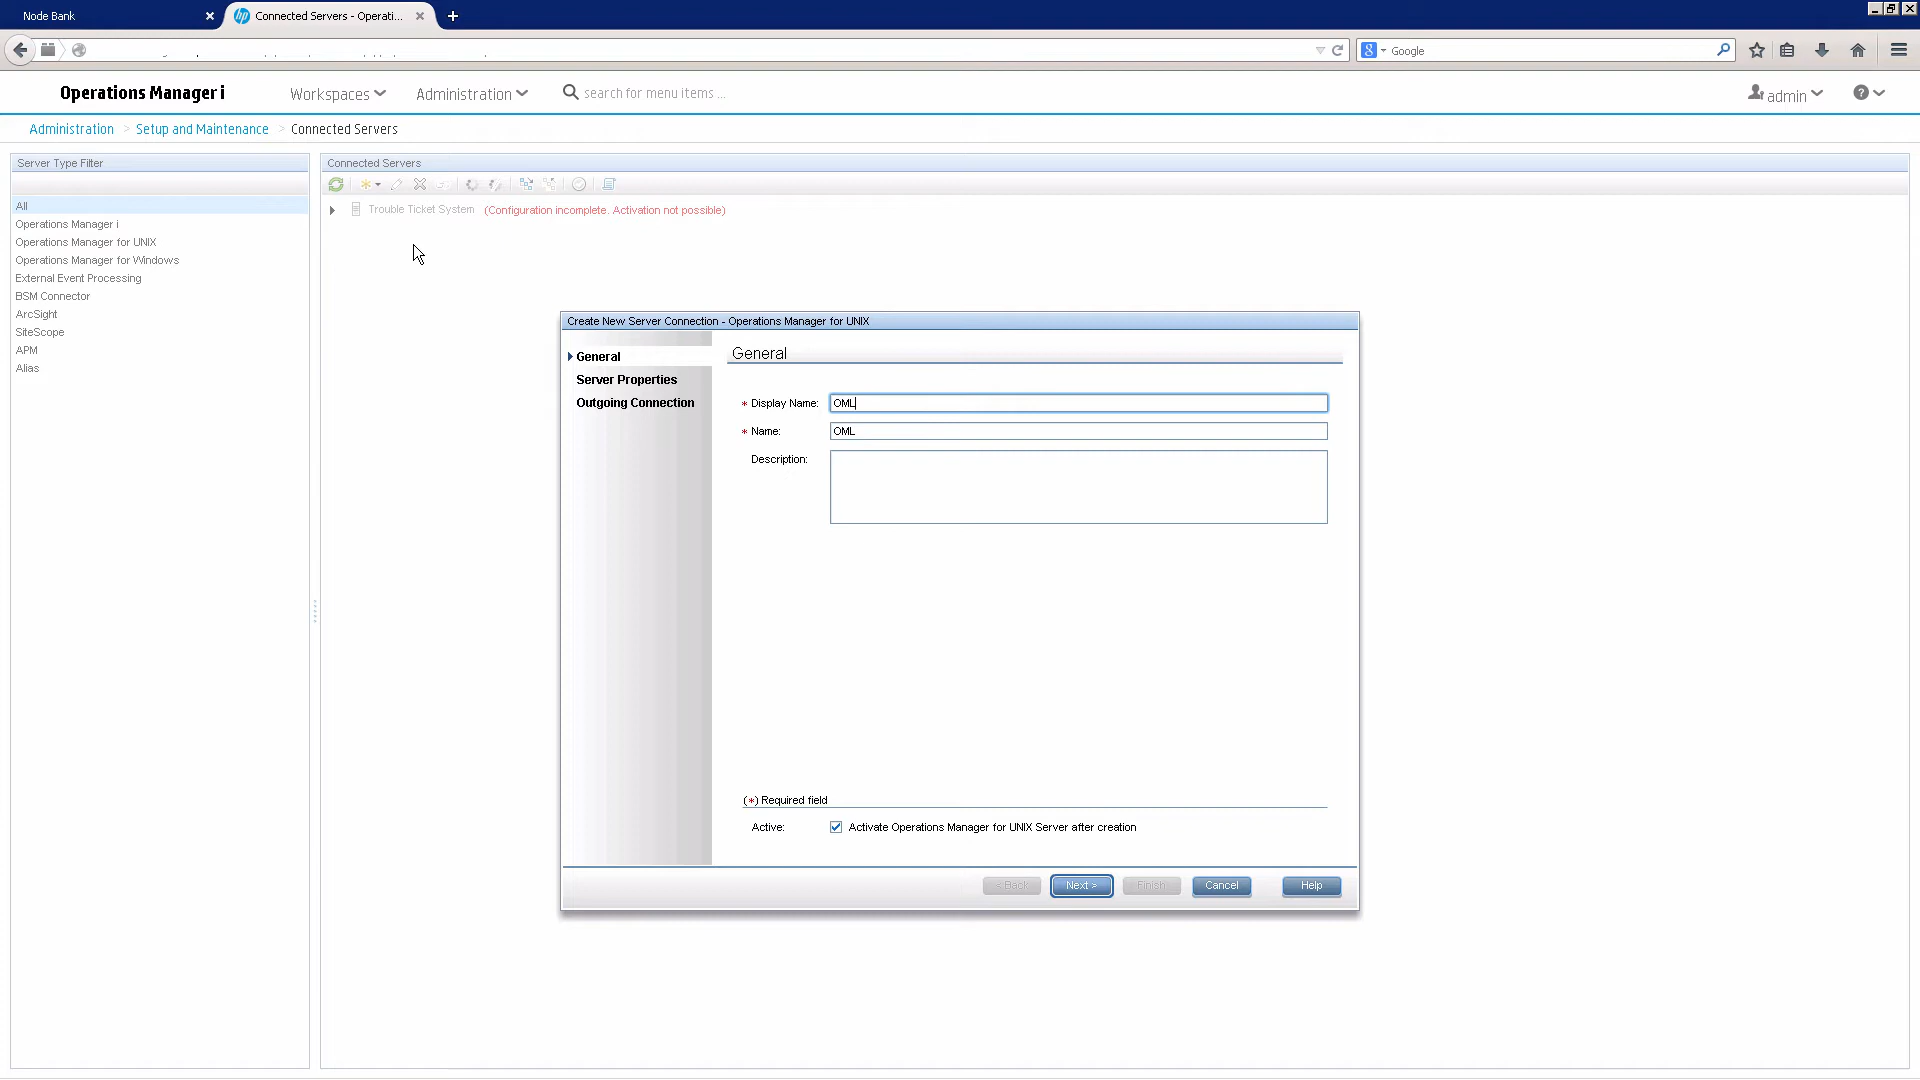 Node Bank
Connected Servers - Operati...
Google
Operations Manager i
Workspaces
Administration
search for menu items ...
admin
Administration > Setup and Maintenance > Connected Servers
Server Type Filter
Connected Servers
All
Trouble Ticket System (Configuration incomplete. Activation not possible)
Operations Manager i
Operations Manager for UNIX
Operations Manager for Windows
External Event Processing
BSM Connector
ArcSight
SiteScope
APM
Alias
Create New Server Connection - Operations Manager for UNIX
General
Server Properties
Outgoing Connection
General
* Display Name: OML
* Name: OML
Description:
(*) Required field
Active: Activate Operations Manager for UNIX Server after creation
< Back
Next >
Finish
Cancel
Help